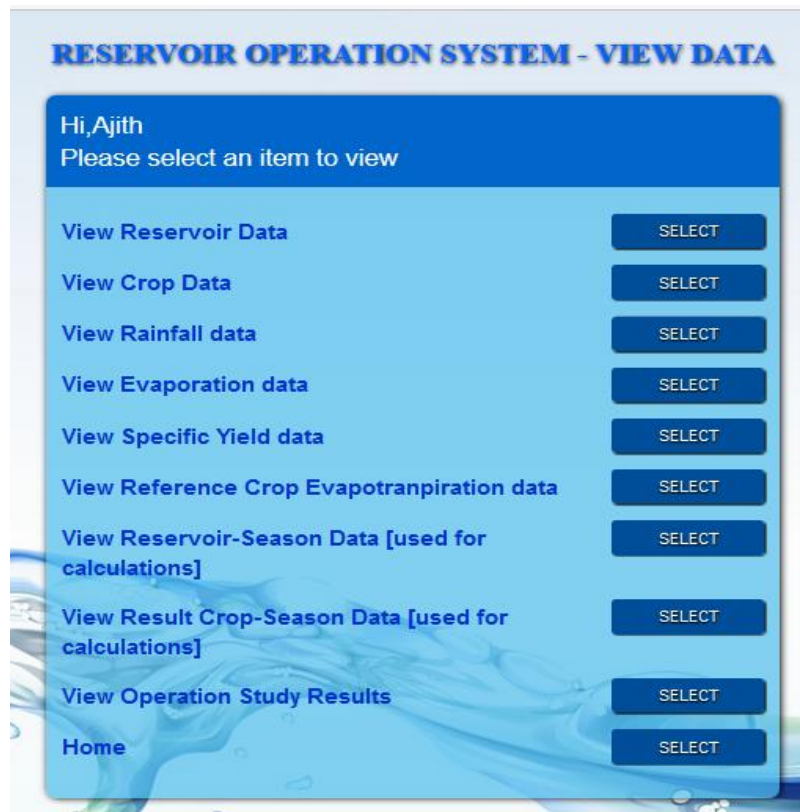 RESERVOIR OPERATION SYSTEM - VIEW DATA
Hi,Ajith
Please select an item to view
View Reservoir Data SELECT
View Crop Data SELECT
View Rainfall data SELECT
View Evaporation data SELECT
View Specific Yield data SELECT
View Reference Crop Evapotranpiration data SELECT
View Reservoir-Season Data [used for SELECT
calculations]
View Result Crop-Season Data [used for SELECT
calculations]
View Operation Study Results SELECT
Home SELECT